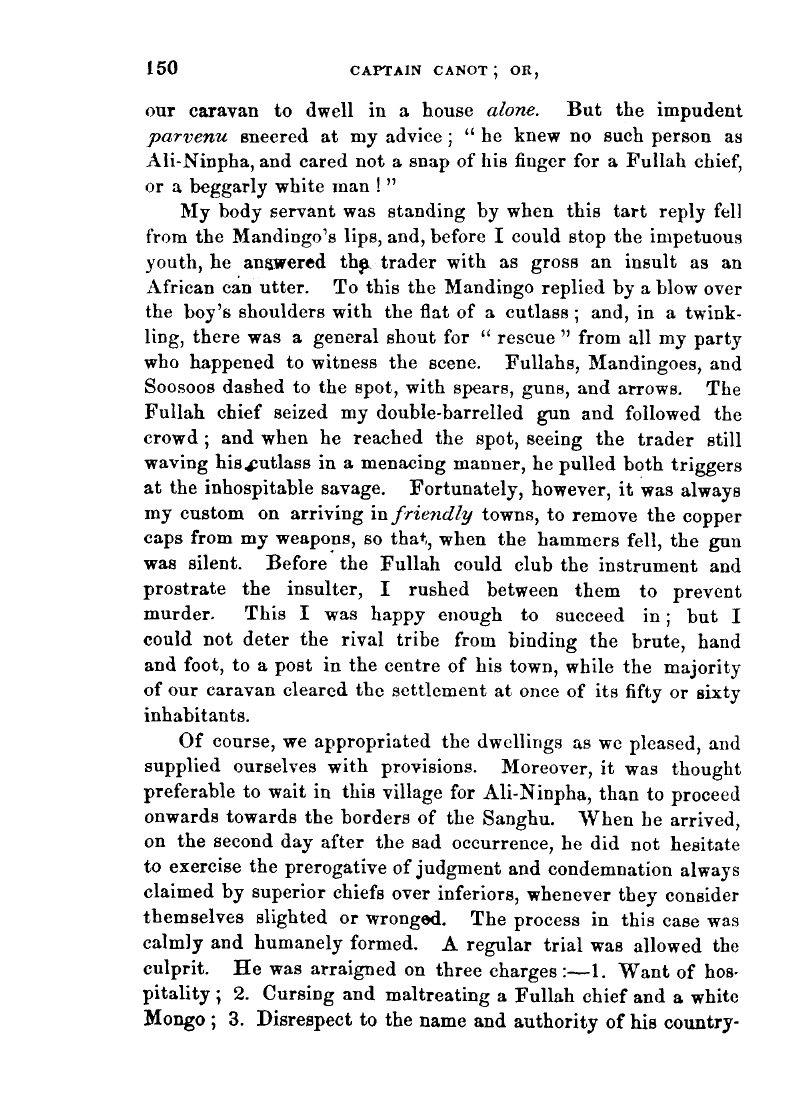 150 CAPTAIN CANOT; OR,
our caravan to dwell in a house alone. But the impudent
parvenu sneered at my advice; “he knew no such person as
Ali-Ninpha, and cared not a snap of his finger for a Fullah chief,
or a beggarly white man!”
My body servant was standing by when this tart reply fell
from the Mandingo's lips, and, before I could stop the impetuous
youth, he answered the trader with as gross an insult as an
African can utter. To this the Mandingo replied by a blow over
the boy's shoulders with the flat of a cutlass; and, in a twink-
ling, there was a general shout for “rescue” from all my party
who happened to witness the scene. Fullahs, Mandingoes, and
Soosoos dashed to the spot, with spears, guns, and arrows. The
Fullah chief seized my double-barrelled gun and followed the
crowd; and when he reached the spot, seeing the trader still
waving his cutlass in a menacing manner, he pulled both triggers
at the inhospitable savage. Fortunately, however, it was always
my custom on arriving in friendly towns, to remove the copper
caps from my weapons, so that, when the hammers fell, the gun
was silent. Before the Fullah could club the instrument and
prostrate the insulter, I rushed between them to prevent
murder. This I was happy enough to succeed in; but I
could not deter the rival tribe from binding the brute, hand
and foot, to a post in the centre of his town, while the majority
of our caravan cleared the settlement at once of its fifty or sixty
inhabitants.
Of course, we appropriated the dwellings as we pleased, and
supplied ourselves with provisions. Moreover, it was thought
preferable to wait in this village for Ali-Ninpha, than to proceed
onwards towards the borders of the Sanghu. When he arrived,
on the second day after the sad occurrence, he did not hesitate
to exercise the prerogative of judgment and condemnation always
claimed by superior chiefs over inferiors, whenever they consider
themselves slighted or wronged. The process in this case was
calmly and humanely formed. A regular trial was allowed the
culprit. He was arraigned on three charges:—1. Want of hos-
pitality; 2. Cursing and maltreating a Fullah chief and a white
Mongo; 3. Disrespect to the name and authority of his country-